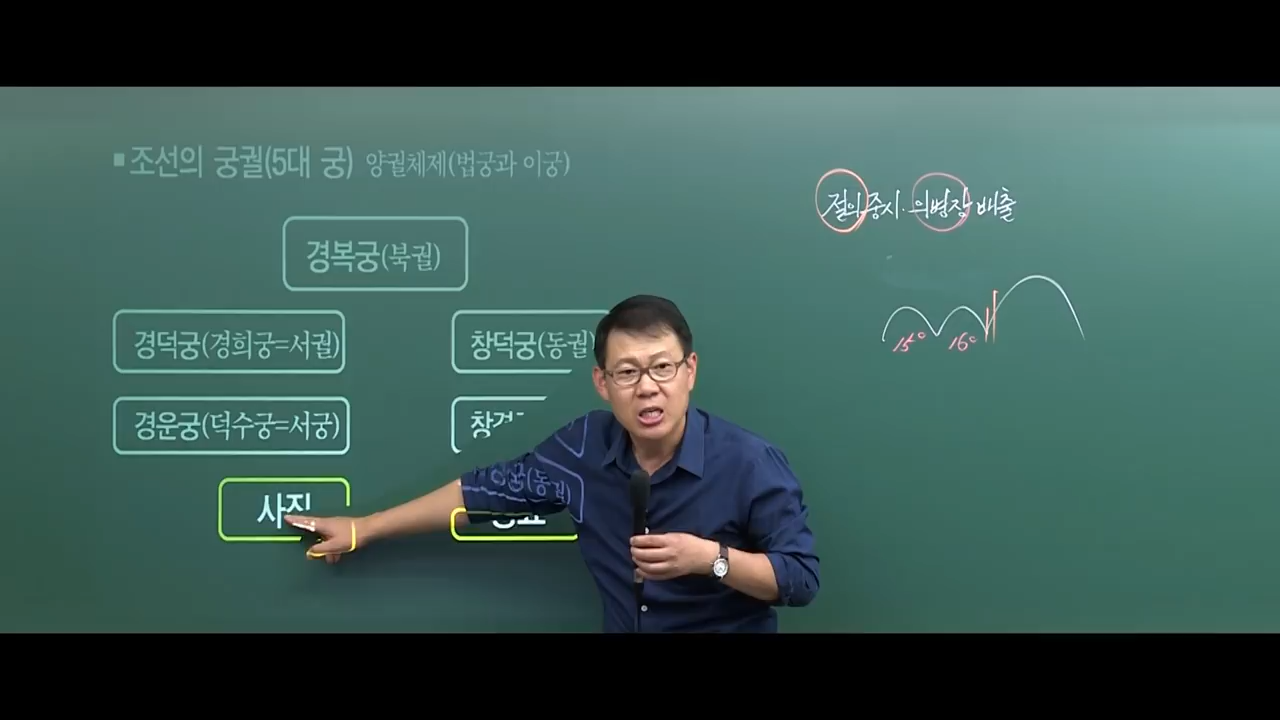 ▪조선의 궁궐(5대 궁) 양궐체제(법궁과 이궁)
경복궁(북궐)
경덕궁(경희궁=서궐)
창덕궁(동궐)
경운궁(덕수궁=서궁)
사직
절의 중시·의병장 배출
15C
16C